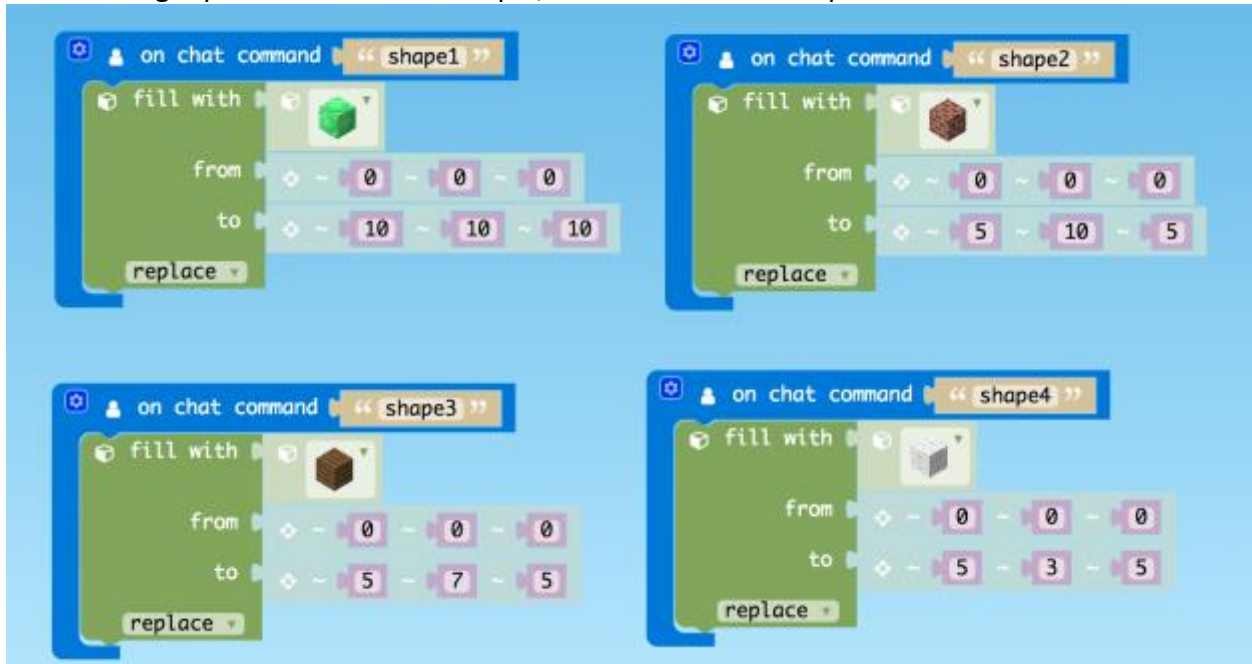 on chat command “ shape1 ”
fill with
from ~ 0 ~ 0 ~ 0
to ~ 10 ~ 10 ~ 10
replace
on chat command “ shape2 ”
fill with
from ~ 0 ~ 0 ~ 0
to ~ 5 ~ 10 ~ 5
replace
on chat command “ shape3 ”
fill with
from ~ 0 ~ 0 ~ 0
to ~ 5 ~ 7 ~ 5
replace
on chat command “ shape4 ”
fill with
from ~ 0 ~ 0 ~ 0
to ~ 5 ~ 3 ~ 5
replace